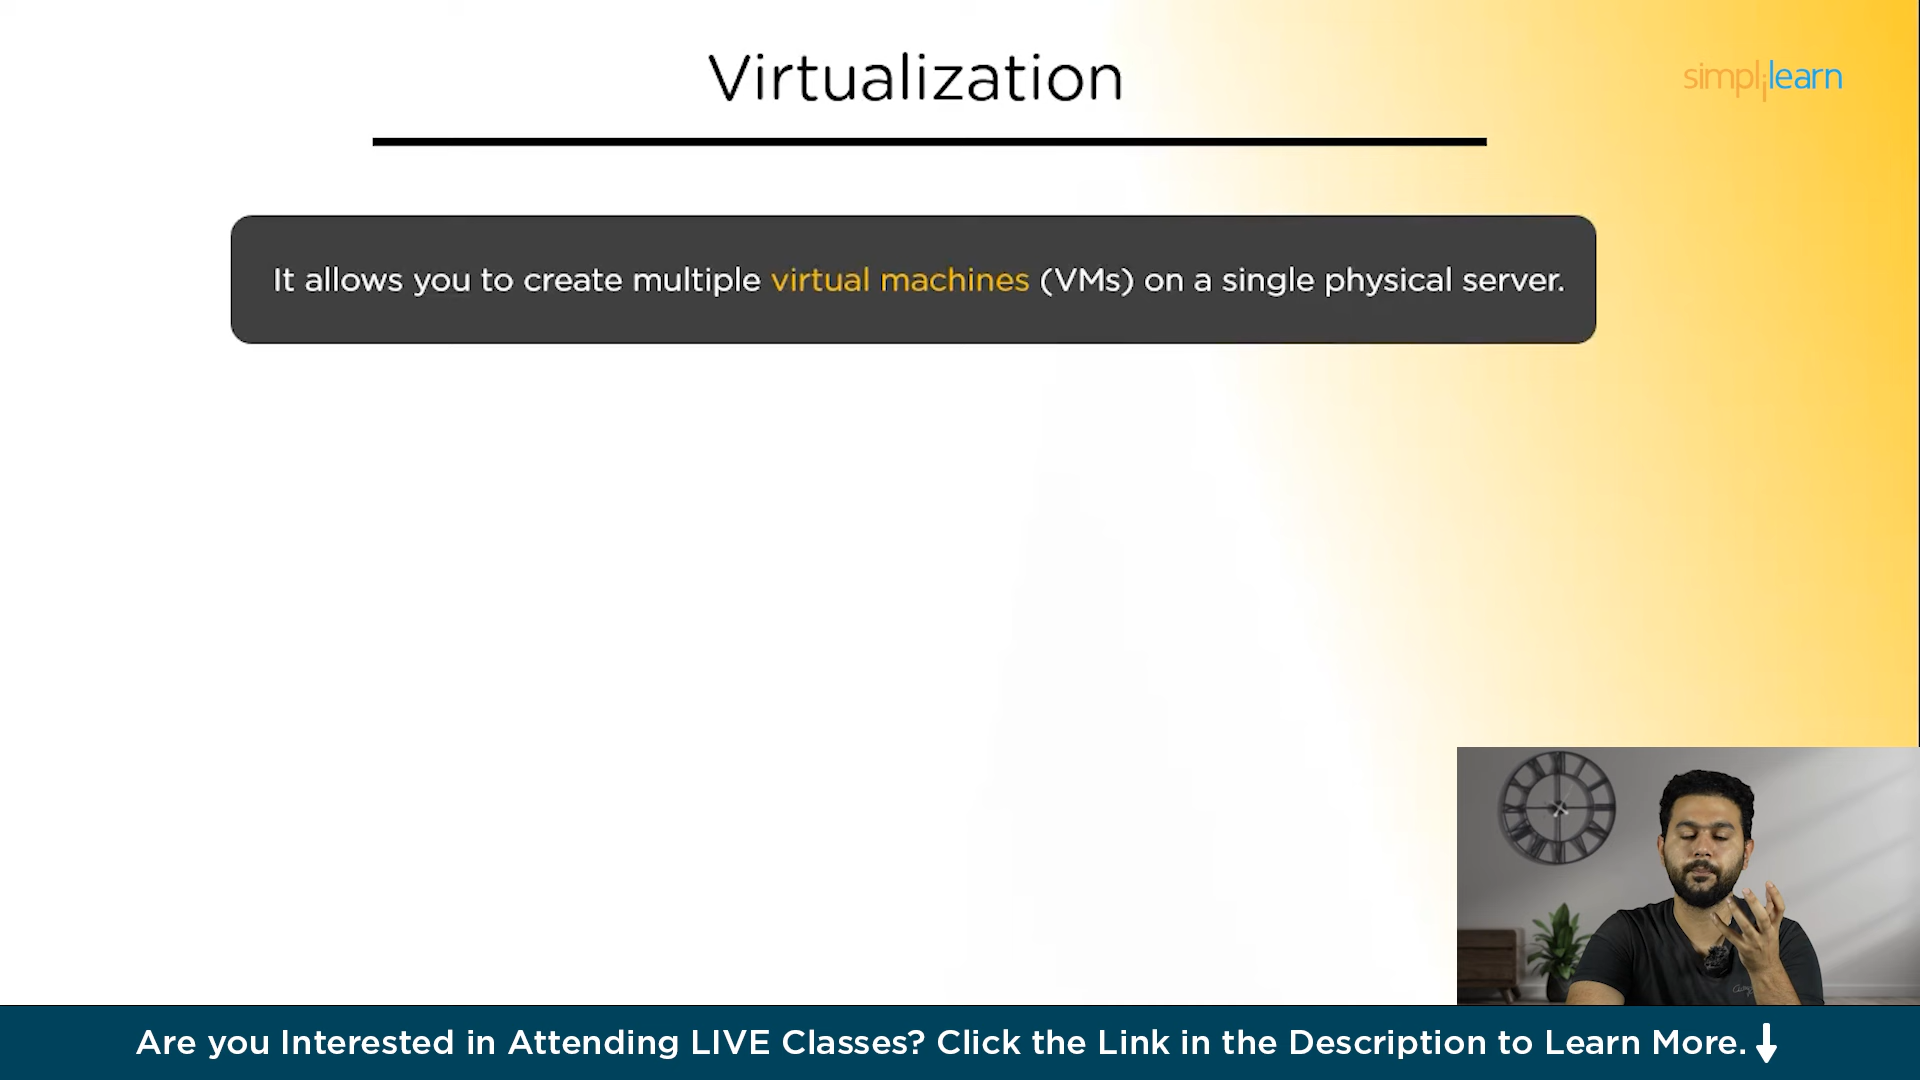 Virtualization
simplilearn
It allows you to create multiple virtual machines (VMs) on a single physical server.
Are you Interested in Attending LIVE Classes? Click the Link in the Description to Learn More.